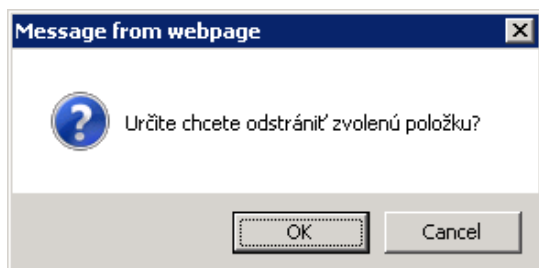 Message from webpage
Určite chcete odstrániť zvolenú položku?
OK
Cancel